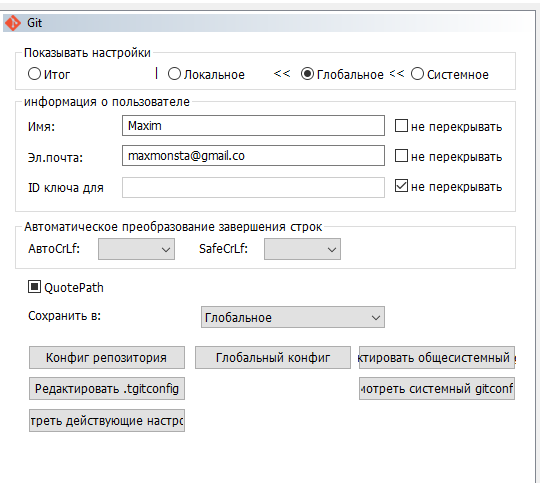 Git
Показывать настройки
Итог | Локальное << Глобальное << Системное
информация о пользователе
Имя: Maxim не перекрывать
Эл.почта: maxmonsta@gmail.co не перекрывать
ID ключа для не перекрывать
Автоматическое преобразование завершения строк
АвтоCrLf: SafeCrLf:
QuotePath
Сохранить в: Глобальное
Конфиг репозитория Глобальный конфиг ктировать общесистемный
Редактировать .tgitconfig мотреть системный gitconf
треть действующие настро